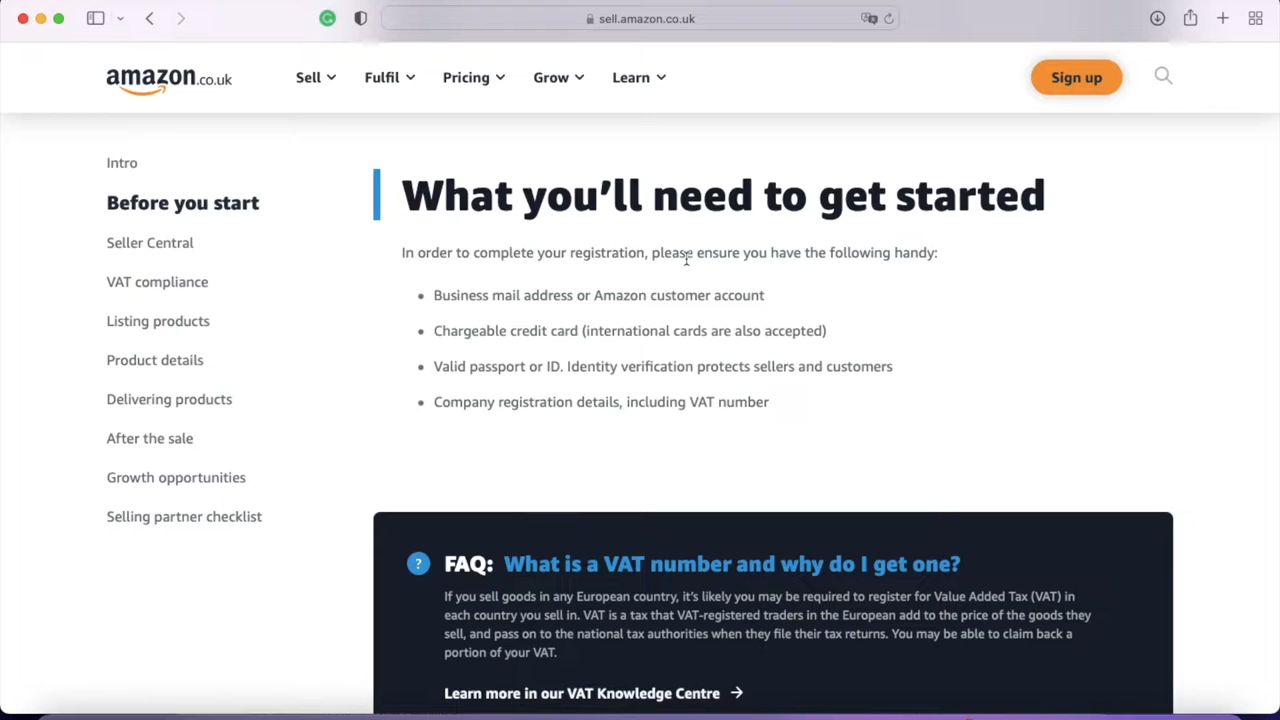 sell.amazon.co.uk
amazon.co.uk
Sell
Fulfil
Pricing
Grow
Learn
Sign up
Intro
Before you start
Seller Central
VAT compliance
Listing products
Product details
Delivering products
After the sale
Growth opportunities
Selling partner checklist
What you’ll need to get started
In order to complete your registration, please ensure you have the following handy:
• Business mail address or Amazon customer account
• Chargeable credit card (international cards are also accepted)
• Valid passport or ID. Identity verification protects sellers and customers
• Company registration details, including VAT number
? FAQ: What is a VAT number and why do I get one?
If you sell goods in any European country, it’s likely you may be required to register for Value Added Tax (VAT) in
each country you sell in. VAT is a tax that VAT-registered traders in the European add to the price of the goods they
sell, and pass on to the national tax authorities when they file their tax returns. You may be able to claim back a
portion of your VAT.
Learn more in our VAT Knowledge Centre →